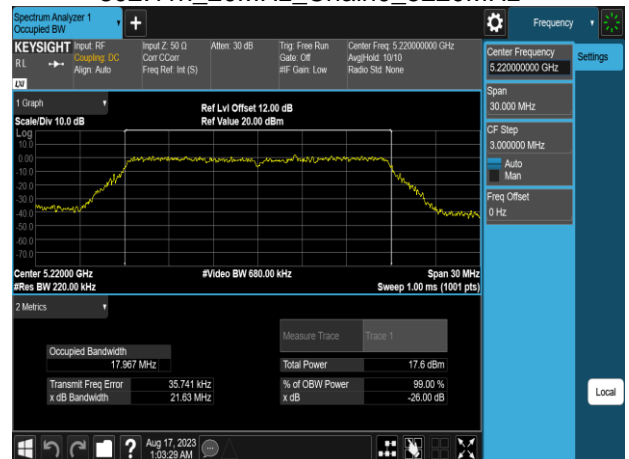 Spectrum Analyzer 1
Occupied BW
Frequency
KEYSIGHT
RL
LXI
Input: RF
Coupling: DC
Align: Auto
Input Z: 50 Ω
Corr CCorr
Freq Ref: Int (S)
Atten: 30 dB
Trig: Free Run
Gate: Off
#IF Gain: Low
Center Freq: 5.220000000 GHz
Avg|Hold: 10/10
Radio Std: None
Center Frequency
5.220000000 GHz
Settings
Span
30.000 MHz
CF Step
3.000000 MHz
Auto
Man
Freq Offset
0 Hz
Local
1 Graph
Scale/Div 10.0 dB
Ref Lvl Offset 12.00 dB
Ref Value 20.00 dBm
Log
10.0
0.00
-10.0
-20.0
-30.0
-40.0
-50.0
-60.0
-70.0
Center 5.22000 GHz
#Video BW 680.00 kHz
Span 30 MHz
#Res BW 220.00 kHz
Sweep 1.00 ms (1001 pts)
2 Metrics
Measure Trace
Trace 1
Occupied Bandwidth
17.967 MHz
Total Power
17.6 dBm
Transmit Freq Error
35.741 kHz
% of OBW Power
99.00 %
x dB Bandwidth
21.63 MHz
x dB
-26.00 dB
Aug 17, 2023
1:03:29 AM